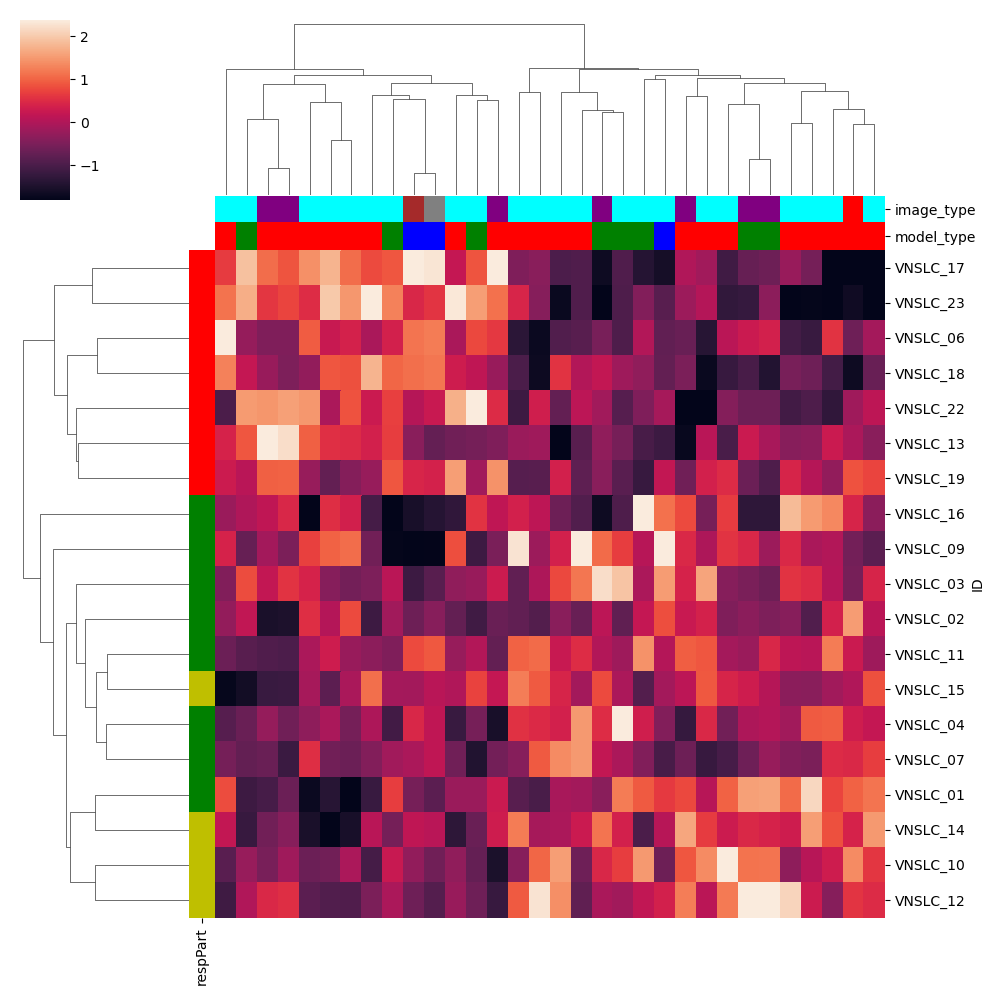 2
1
0
−1
image_type
model_type
VNSLC_17
VNSLC_23
VNSLC_06
VNSLC_18
VNSLC_22
VNSLC_13
VNSLC_19
VNSLC_16
VNSLC_09
VNSLC_03
VNSLC_02
VNSLC_11
VNSLC_15
VNSLC_04
VNSLC_07
VNSLC_01
VNSLC_14
VNSLC_10
VNSLC_12
ID
respPart